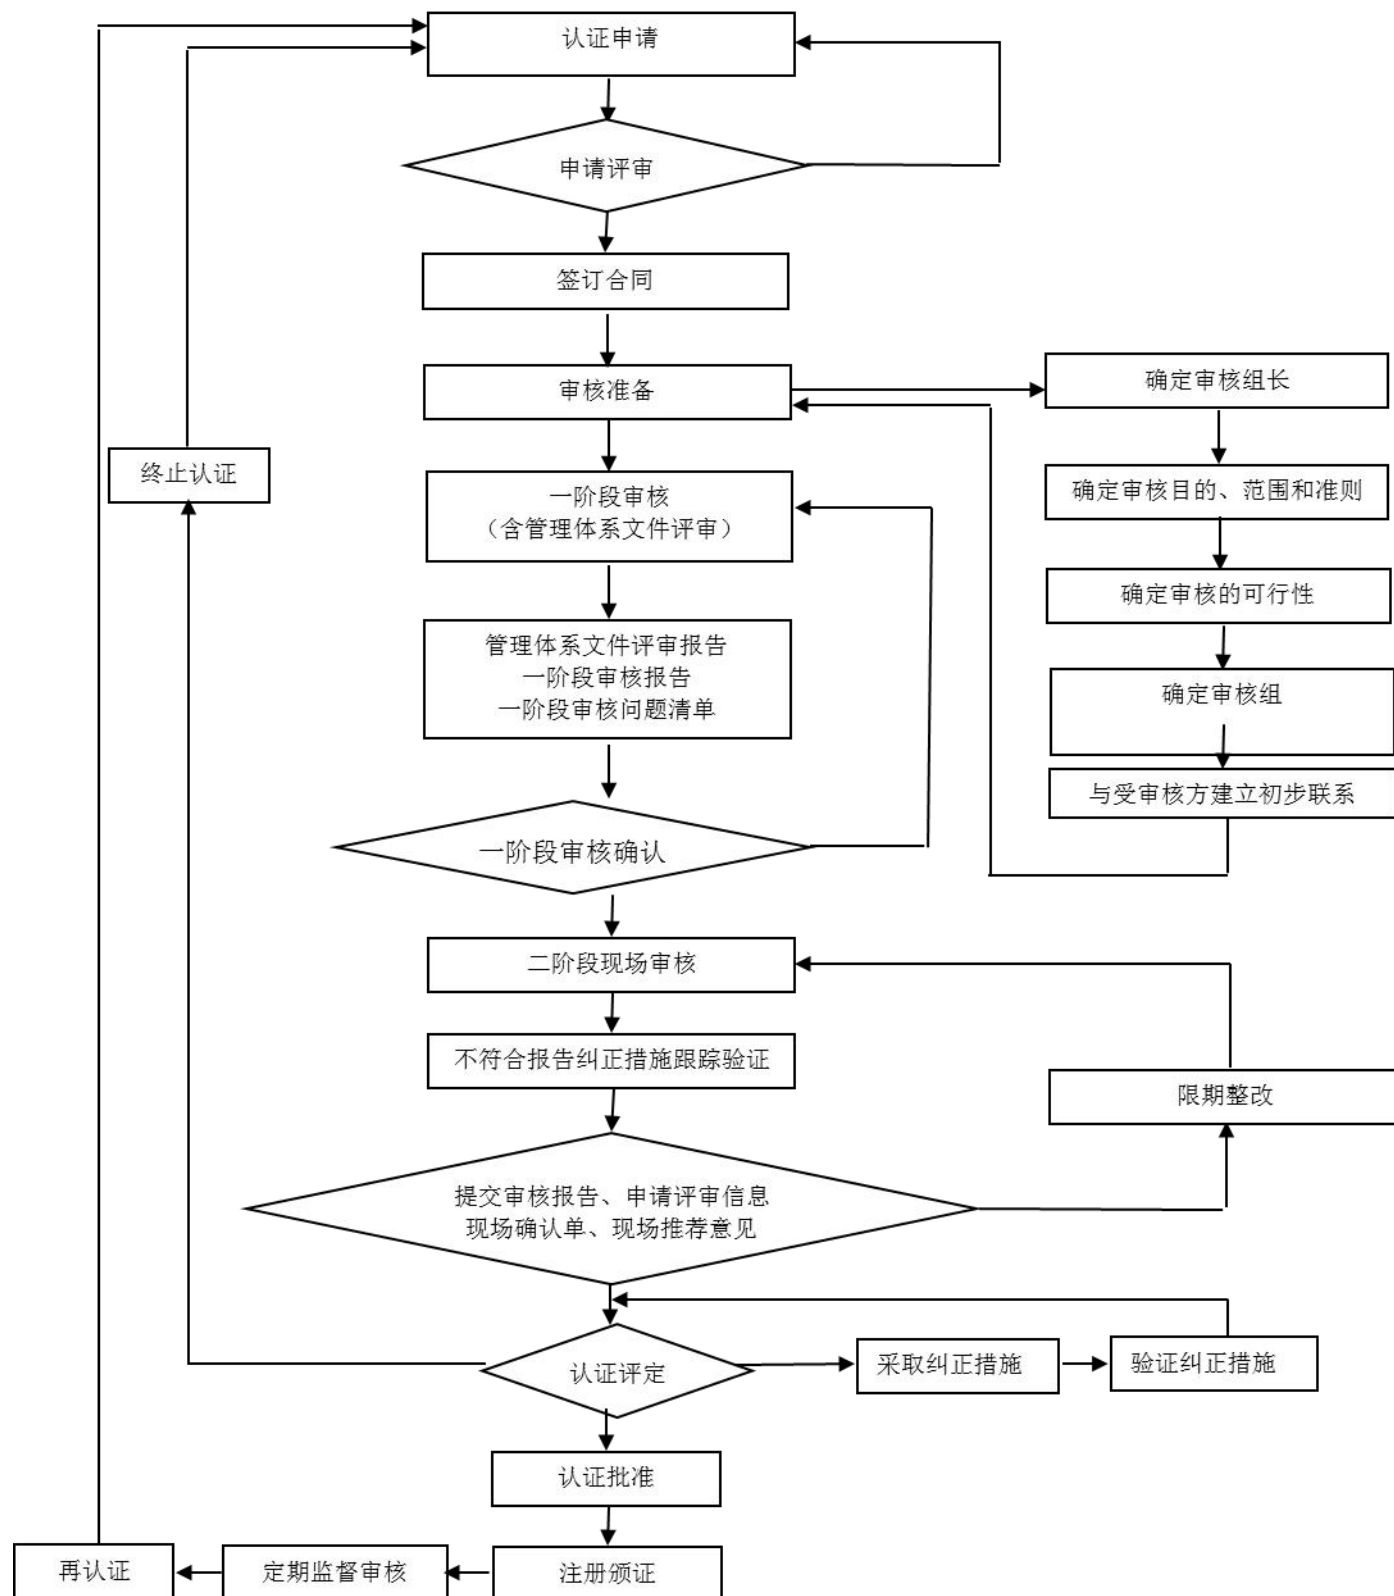 认证申请
申请评审
签订合同
审核准备
确定审核组长
终止认证
一阶段审核
（含管理体系文件评审）
确定审核目的、范围和准则
确定审核的可行性
管理体系文件评审报告
一阶段审核报告
一阶段审核问题清单
确定审核组
与受审核方建立初步联系
一阶段审核确认
二阶段现场审核
不符合报告纠正措施跟踪验证
限期整改
提交审核报告、申请评审信息
现场确认单、现场推荐意见
认证评定
采取纠正措施
验证纠正措施
认证批准
再认证
定期监督审核
注册颁证